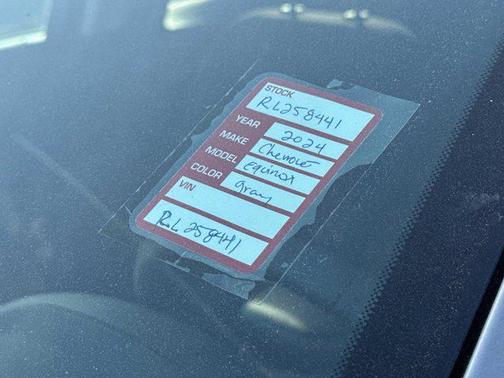 STOCK
RL258441
YEAR 2024
MAKE Chevrolet
MODEL Equinox
COLOR gray
VIN
RL258441